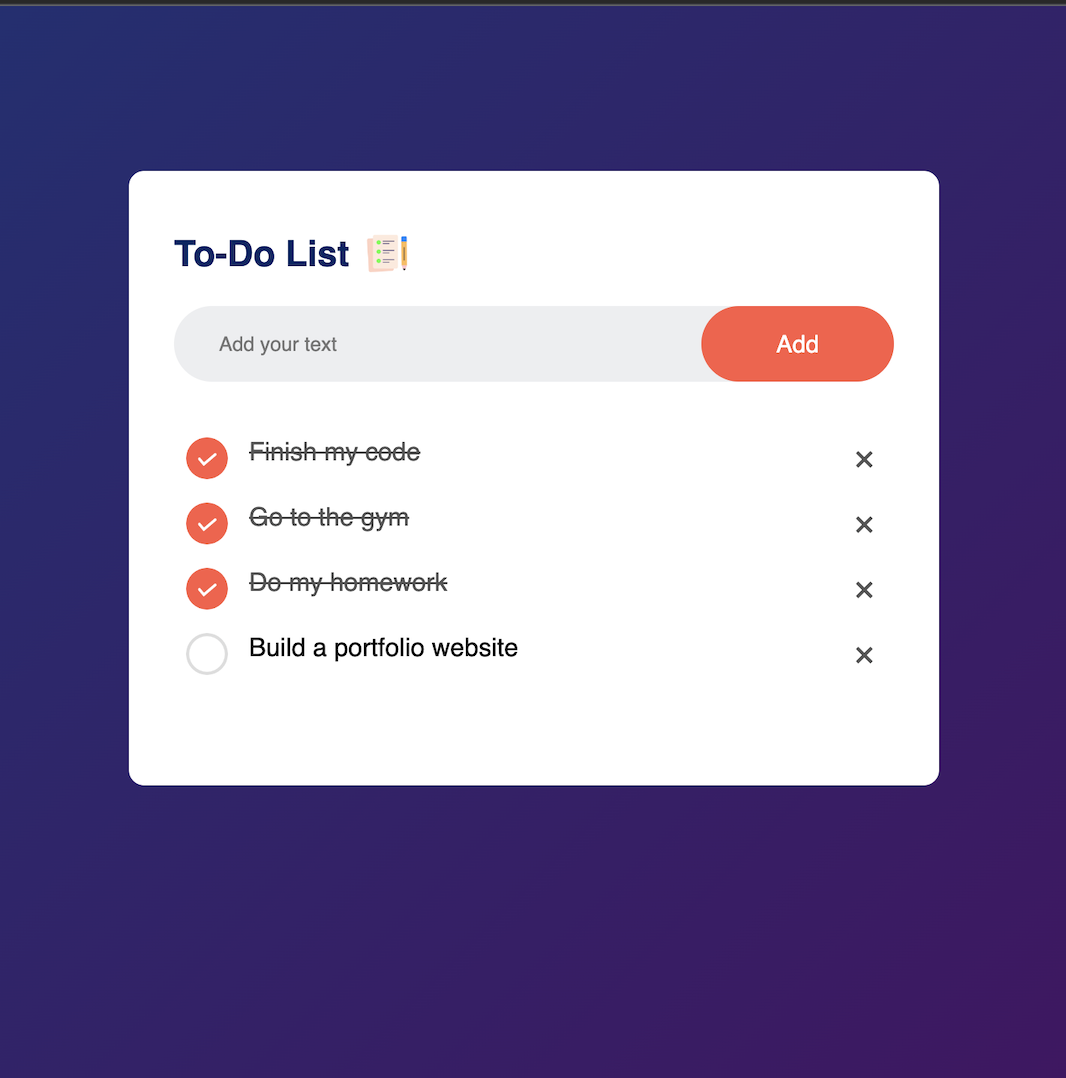 To-Do List
Add your text
Add
Finish my code
Go to the gym
Do my homework
Build a portfolio website